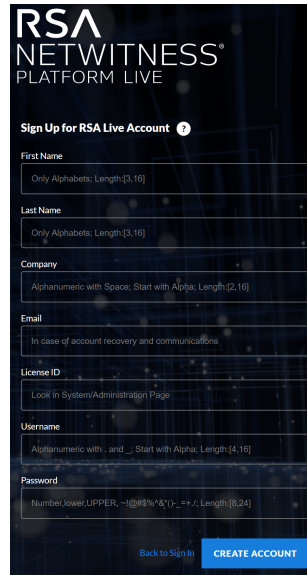 RSA
NETWITNESS®
PLATFORM LIVE
Sign Up for RSA Live Account ?
First Name
Only Alphabets; Length:[3,16]
Last Name
Only Alphabets; Length:[3,16]
Company
Alphanumeric with Space; Start with Alpha; Length:[2,16]
Email
In case of account recovery and communications
License ID
Look in System/Administration Page
Username
Alphanumeric with . and _; Start with Alpha; Length:[4,16]
Password
Number,lower,UPPER, ~!@#$%^&*()-_=+./; Length:[8,24]
Back to Sign In CREATE ACCOUNT